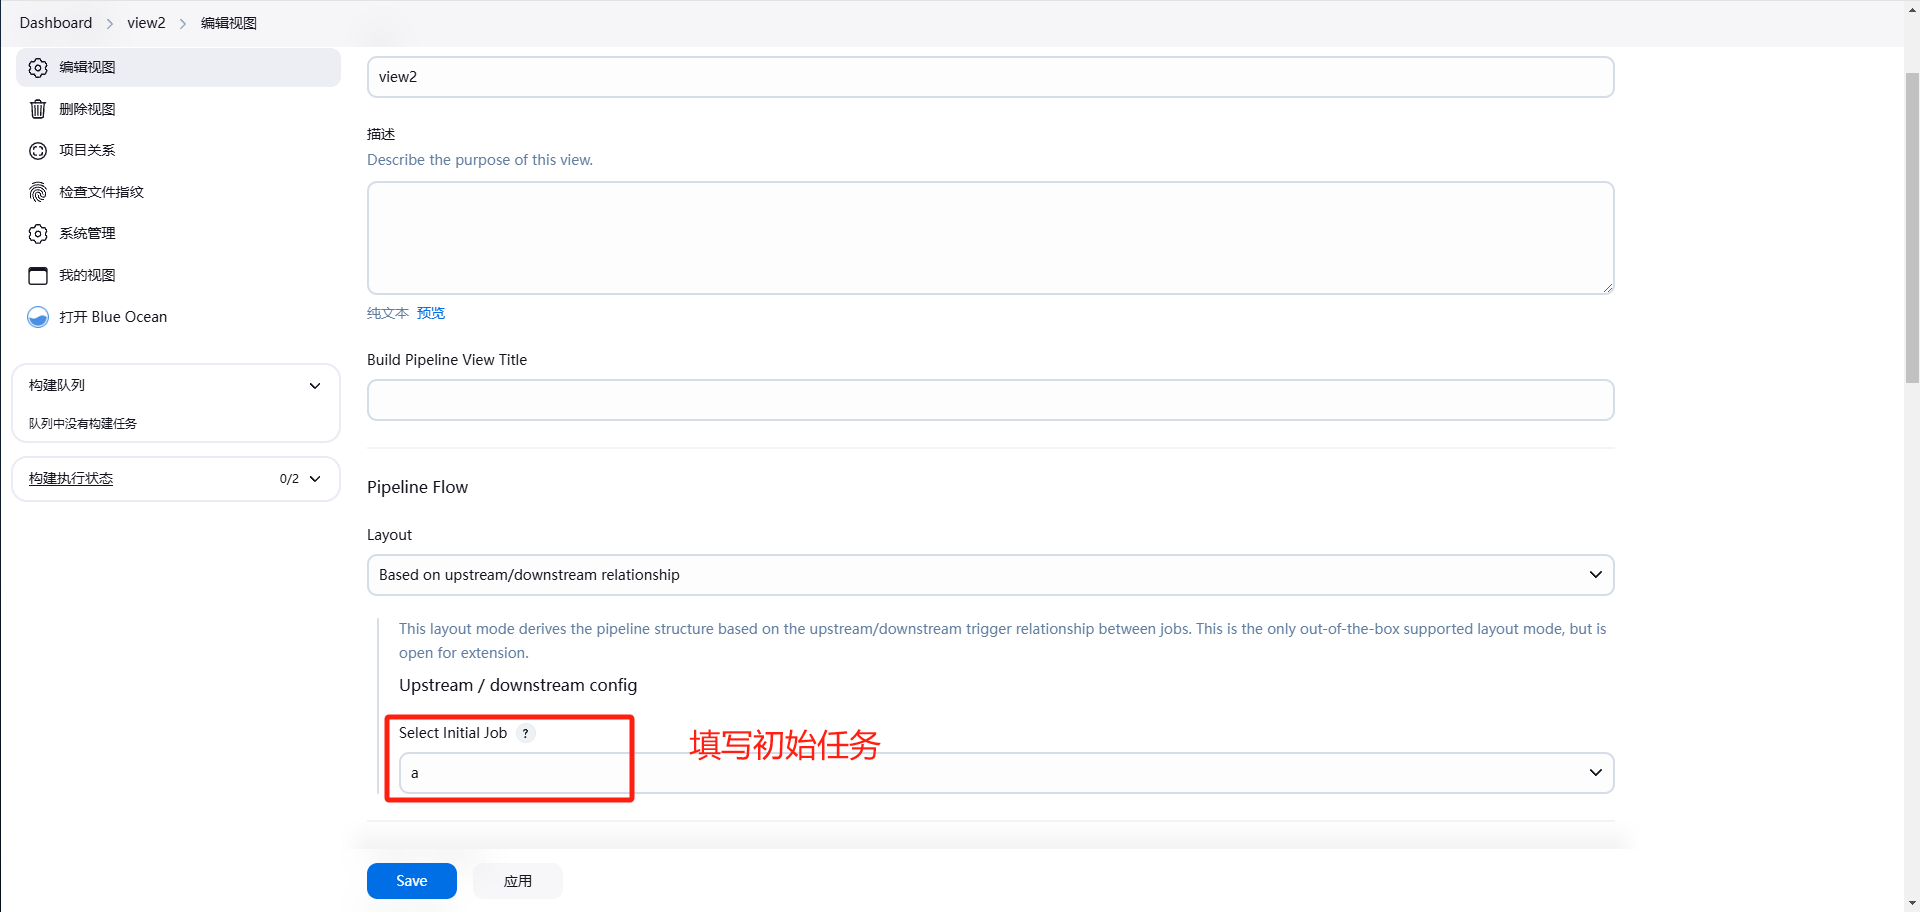 Dashboard > view2 > 编辑视图
编辑视图
删除视图
项目关系
检查文件指纹
系统管理
我的视图
打开 Blue Ocean
构建队列
队列中没有构建任务
构建执行状态 0/2
view2
描述
Describe the purpose of this view.
纯文本 预览
Build Pipeline View Title
Pipeline Flow
Layout
Based on upstream/downstream relationship
This layout mode derives the pipeline structure based on the upstream/downstream trigger relationship between jobs. This is the only out-of-the-box supported layout mode, but is
open for extension.
Upstream / downstream config
Select Initial Job ?
填写初始任务
a
Save 应用